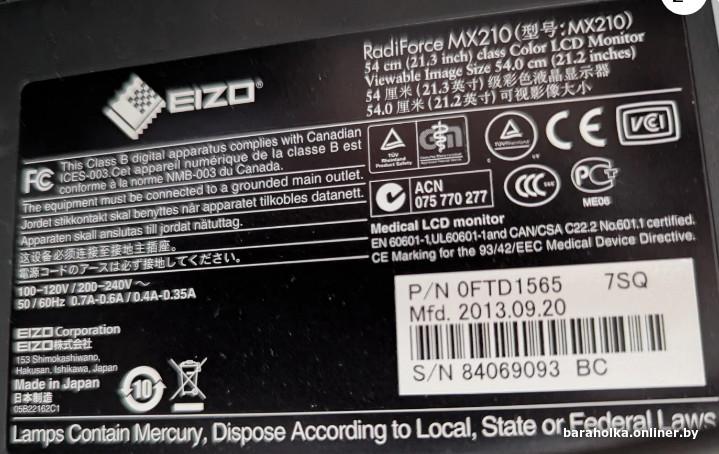 RadiForce MX210 (型号:MX210)
54 cm (21.3 inch) class Color LCD Monitor
Viewable Image Size 54.0 cm (21.2 inches)
54 厘米 (21.3 英寸) 级彩色液晶显示器
54.0 厘米 (21.2 英寸) 可视影像大小
EIZO®
FC This Class B digital apparatus complies with Canadian
ICES-003. Cet appareil numérique de la classe B est
conforme à la norme NMB-003 du Canada.
The equipment must be connected to a grounded main outlet.
Jordet stikkontakt skal benyttes når apparatet tilkobles datanett.
Apparaten skall anslutas till jordat nätuttag.
这设备必须连接至接地主插座。
電源コードのアースは必ず接地してください。
100-120V / 200-240V ～
50 / 60Hz 0.7A-0.6A / 0.4A-0.35A
EIZO Corporation
EIZO株式会社
153 Shimokashiwano,
Hakusan, Ishikawa, Japan
Made in Japan
日本制造
05B22162C1
10
TÜV
Rheinland
Product Safety
TÜVRheinland
CE
VCI
ACN
075 770 277
CCC
PC
ME06
Medical LCD monitor
EN 60601-1,UL60601-1and CAN/CSA C22.2 No.601.1 certified.
CE Marking for the 93/42/EEC Medical Device Directive.
P/N 0FTD1565 7SQ
Mfd. 2013.09.20
S/N 84069093 BC
Lamps Contain Mercury, Dispose According to Local, State or Federal Laws
baraholka.onliner.by